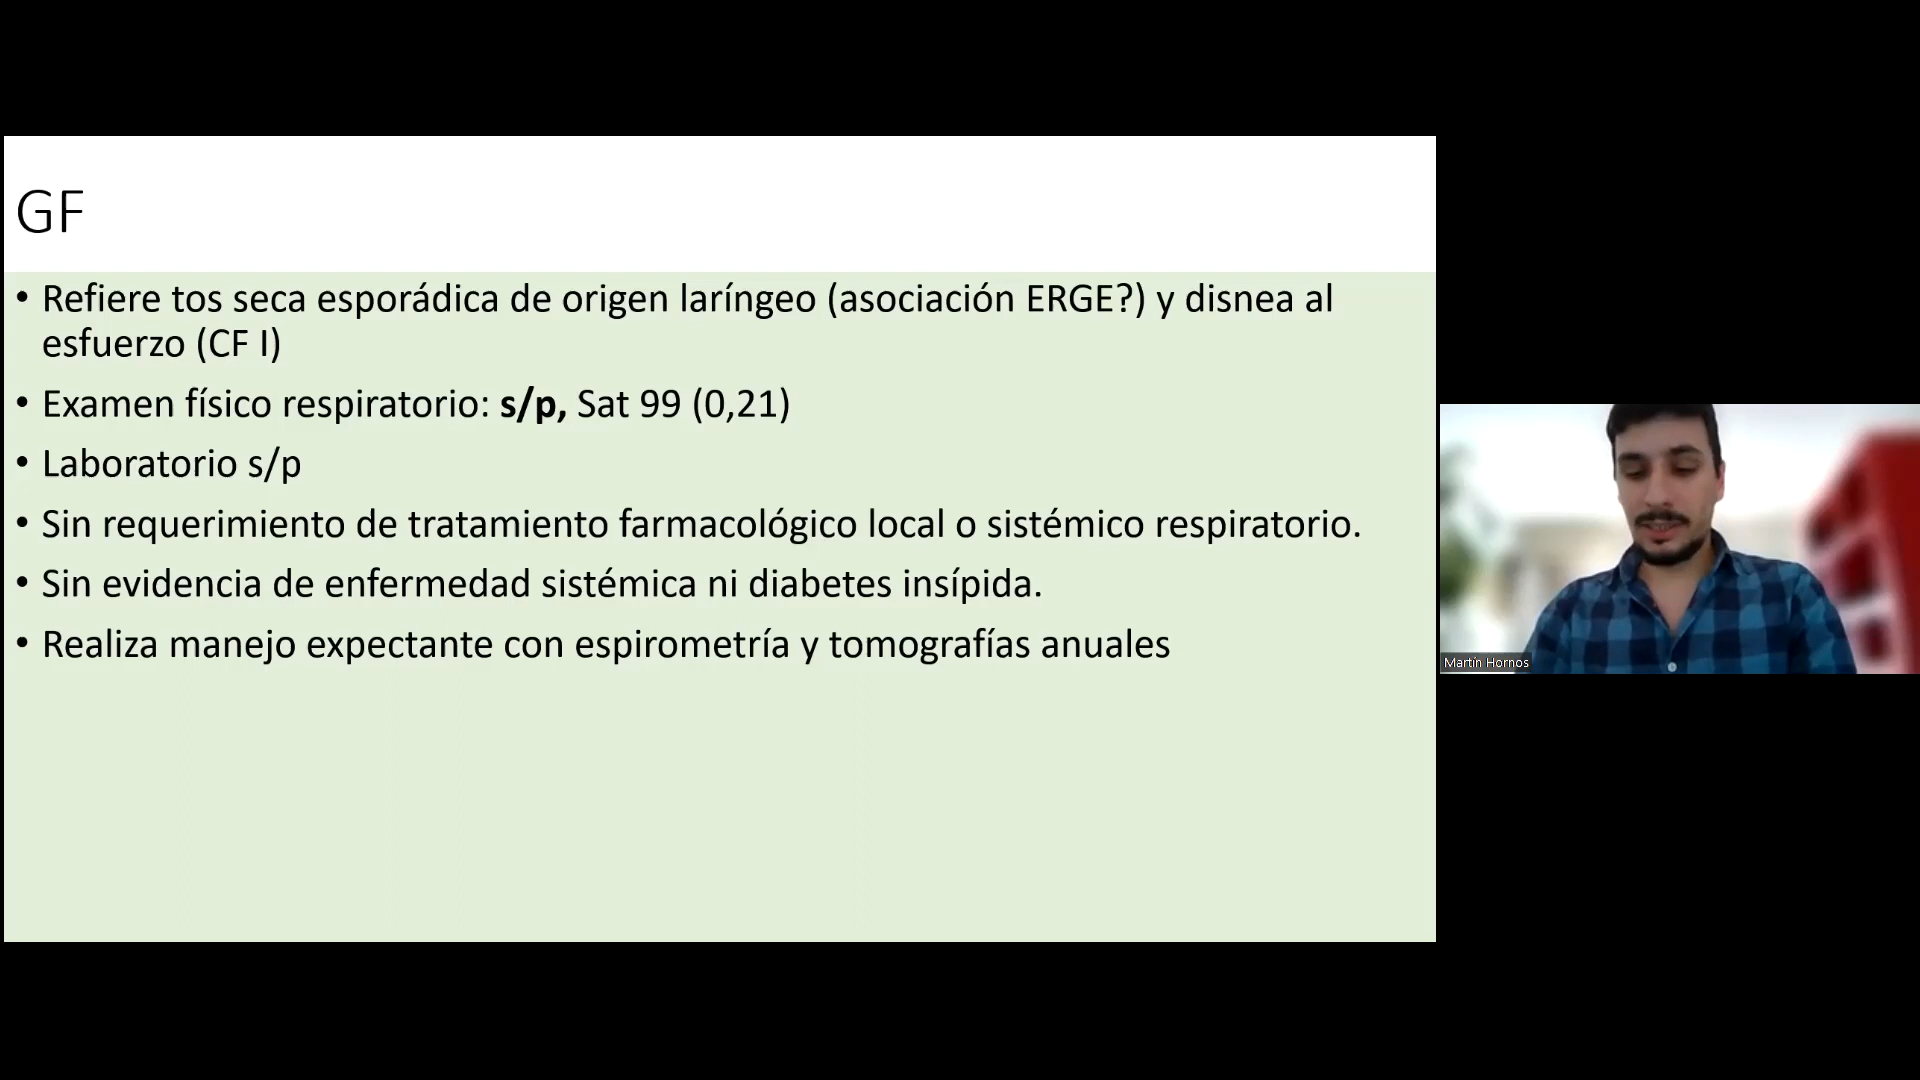 GF
• Refiere tos seca esporádica de origen laríngeo (asociación ERGE?) y disnea al
esfuerzo (CF I)
• Examen físico respiratorio: s/p, Sat 99 (0,21)
• Laboratorio s/p
• Sin requerimiento de tratamiento farmacológico local o sistémico respiratorio.
• Sin evidencia de enfermedad sistémica ni diabetes insípida.
• Realiza manejo expectante con espirometría y tomografías anuales
Martín Hornos